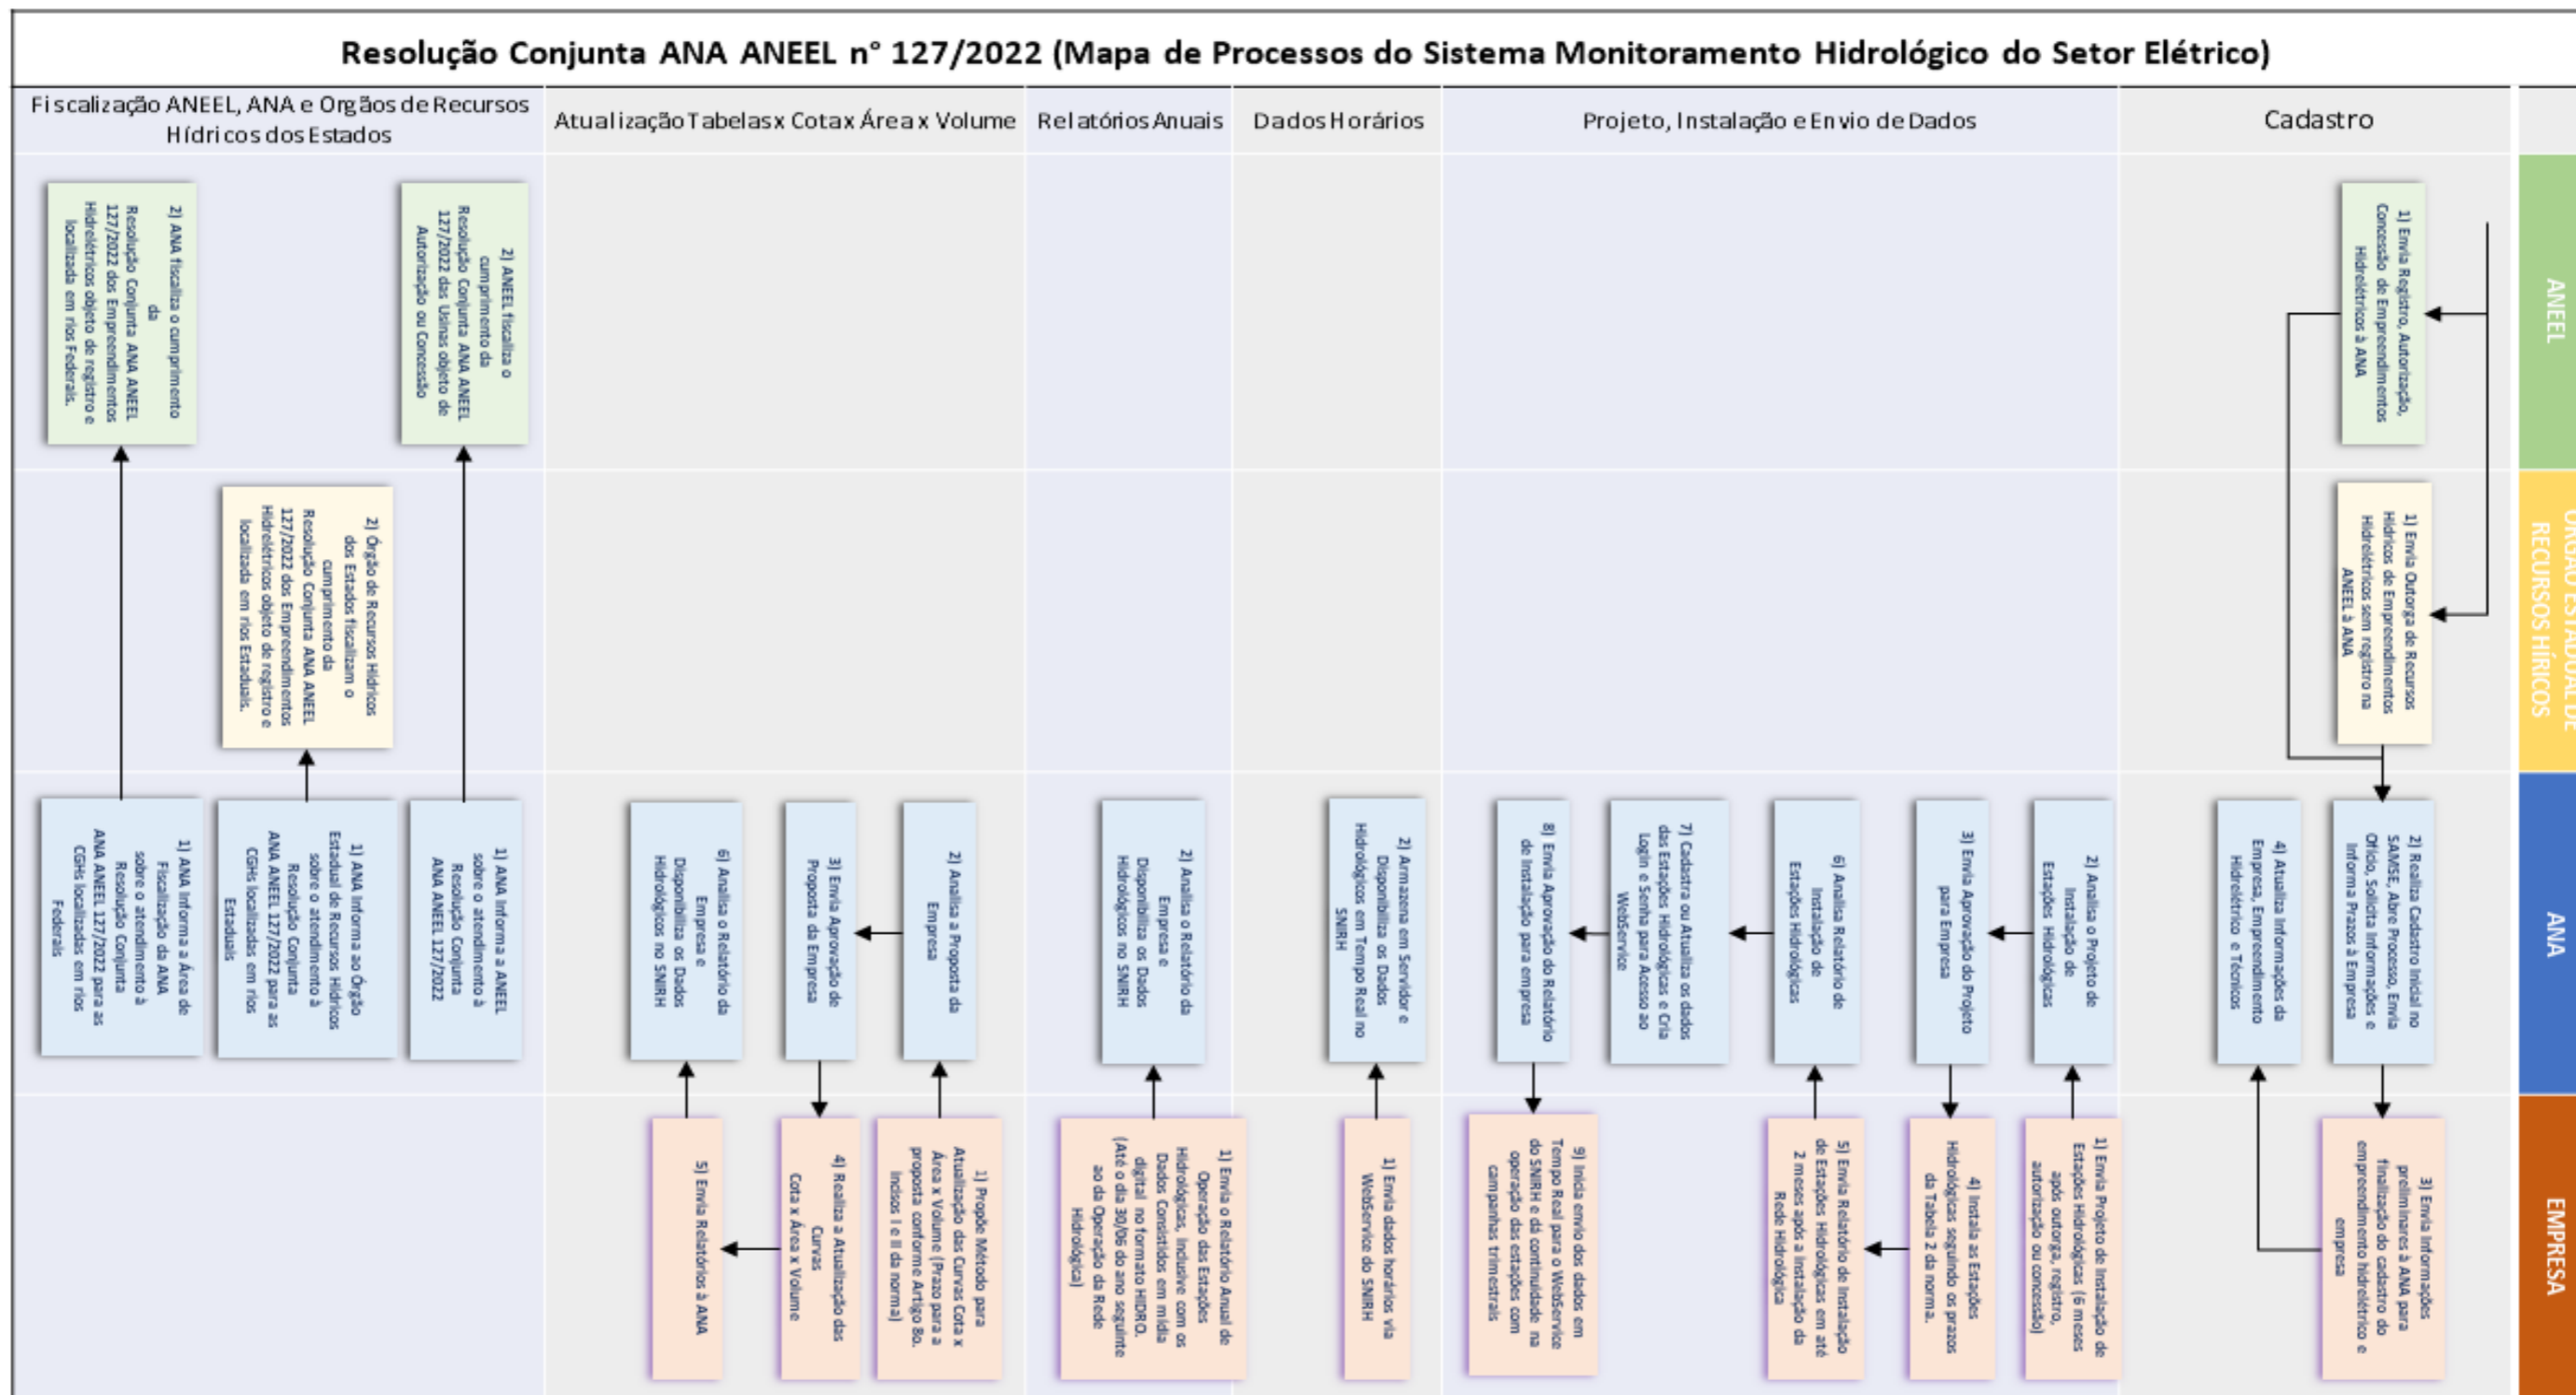 Resolução Conjunta ANA ANEEL n° 127/2022 (Mapa de Processos do Sistema Monitoramento Hidrológico do Setor Elétrico)
Fiscalização ANEEL, ANA e Orgãos de Recursos
Hídricos dos Estados
Atualização Tabelas x Cota x Área x Volume
Relatórios Anuais
Dados Horários
Projeto, Instalação e Envio de Dados
Cadastro
ANEEL
2) ANA fiscaliza o cumprimento
da
Resolução Conjunta ANA ANEEL
127/2022 dos Empreendimentos
Hidrelétricos objeto de registro e
localizada em rios Federais.
2) ANEEL fiscaliza o
cumprimento da
Resolução Conjunta ANA ANEEL
127/2022 das Usinas objeto de
Autorização ou Concessão
1) Envia Registro, Autorização,
Concessão de Empreendimentos
Hidrelétricos à ANA
ÓRGÃO ESTADUAL DE
RECURSOS HÍRICOS
2) Órgão de Recursos Hídricos
dos Estados fiscalizam o
cumprimento da
Resolução Conjunta ANA ANEEL
127/2022 dos Empreendimentos
Hidrelétricos objeto de registro e
localizada em rios Estaduais.
1) Envia Outorga de Recursos
Hídricos de Empreendimentos
Hidrelétricos sem registro na
ANEEL à ANA
ANA
1) ANA Informa a Área de
Fiscalização da ANA
sobre o atendimento à
Resolução Conjunta
ANA ANEEL 127/2022 para as
CGHs localizadas em rios
Federais
1) ANA Informa ao Órgão
Estadual de Recursos Hídricos
sobre o atendimento à
Resolução Conjunta
ANA ANEEL 127/2022 para as
CGHs localizadas em rios
Estaduais
1) ANA Informa a ANEEL
sobre o atendimento à
Resolução Conjunta
ANA ANEEL 127/2022
6) Analisa o Relatório da
Empresa e
Disponibiliza os Dados
Hidrológicos no SNIRH
3) Envia Aprovação de
Proposta da Empresa
2) Analisa a Proposta da
Empresa
2) Analisa o Relatório da
Empresa e
Disponibiliza os Dados
Hidrológicos no SNIRH
2) Armazena em Servidor e
Disponibiliza os Dados
Hidrológicos em Tempo Real no
SNIRH
8) Envia Aprovação do Relatório
de Instalação para empresa
7) Cadastra ou Atualiza os dados
das Estações Hidrológicas e Cria
Login e Senha para Acesso ao
WebService
6) Analisa Relatório de
Instalação de
Estações Hidrológicas
3) Envia Aprovação do Projeto
para Empresa
2) Analisa o Projeto de
Instalação de
Estações Hidrológicas
4) Atualiza Informações da
Empresa, Empreendimento
Hidrelétrico e Técnicos
2) Realiza Cadastro Inicial no
SAMSE, Abre Processo, Envia
Ofício, Solicita Informações e
Informa Prazos à Empresa
EMPRESA
5) Envia Relatórios à ANA
4) Realiza a Atualização das
Curvas
Cota x Área x Volume
1) Propõe Método para
Atualização das Curvas Cota x
Área x Volume (Prazo para a
proposta conforme Artigo 8o.
Incisos I e II da norma)
1) Envia o Relatório Anual de
Operação das Estações
Hidrológicas, inclusive com os
Dados Consistidos em mídia
digital no formato HIDRO.
(Até o dia 30/06 do ano seguinte
ao da Operação da Rede
Hidrológica)
1) Envia dados horários via
WebService do SNIRH
9) Inicia envio dos dados em
Tempo Real para o WebService
do SNIRH e dá continuidade na
operação das estações com
campanhas trimestrais
5) Envia Relatório de Instalação
de Estações Hidrológicas em até
2 meses após a Instalação da
Rede Hidrológica
4) Instala as Estações
Hidrológicas seguindo os prazos
da Tabela 2 da norma.
1) Envia Projeto de Instalação de
Estações Hidrológicas (6 meses
após outorga, registro,
autorização ou concessão)
3) Envia Informações
preliminares à ANA para
finalização do cadastro do
empreendimento hidrelétrico e
empresa